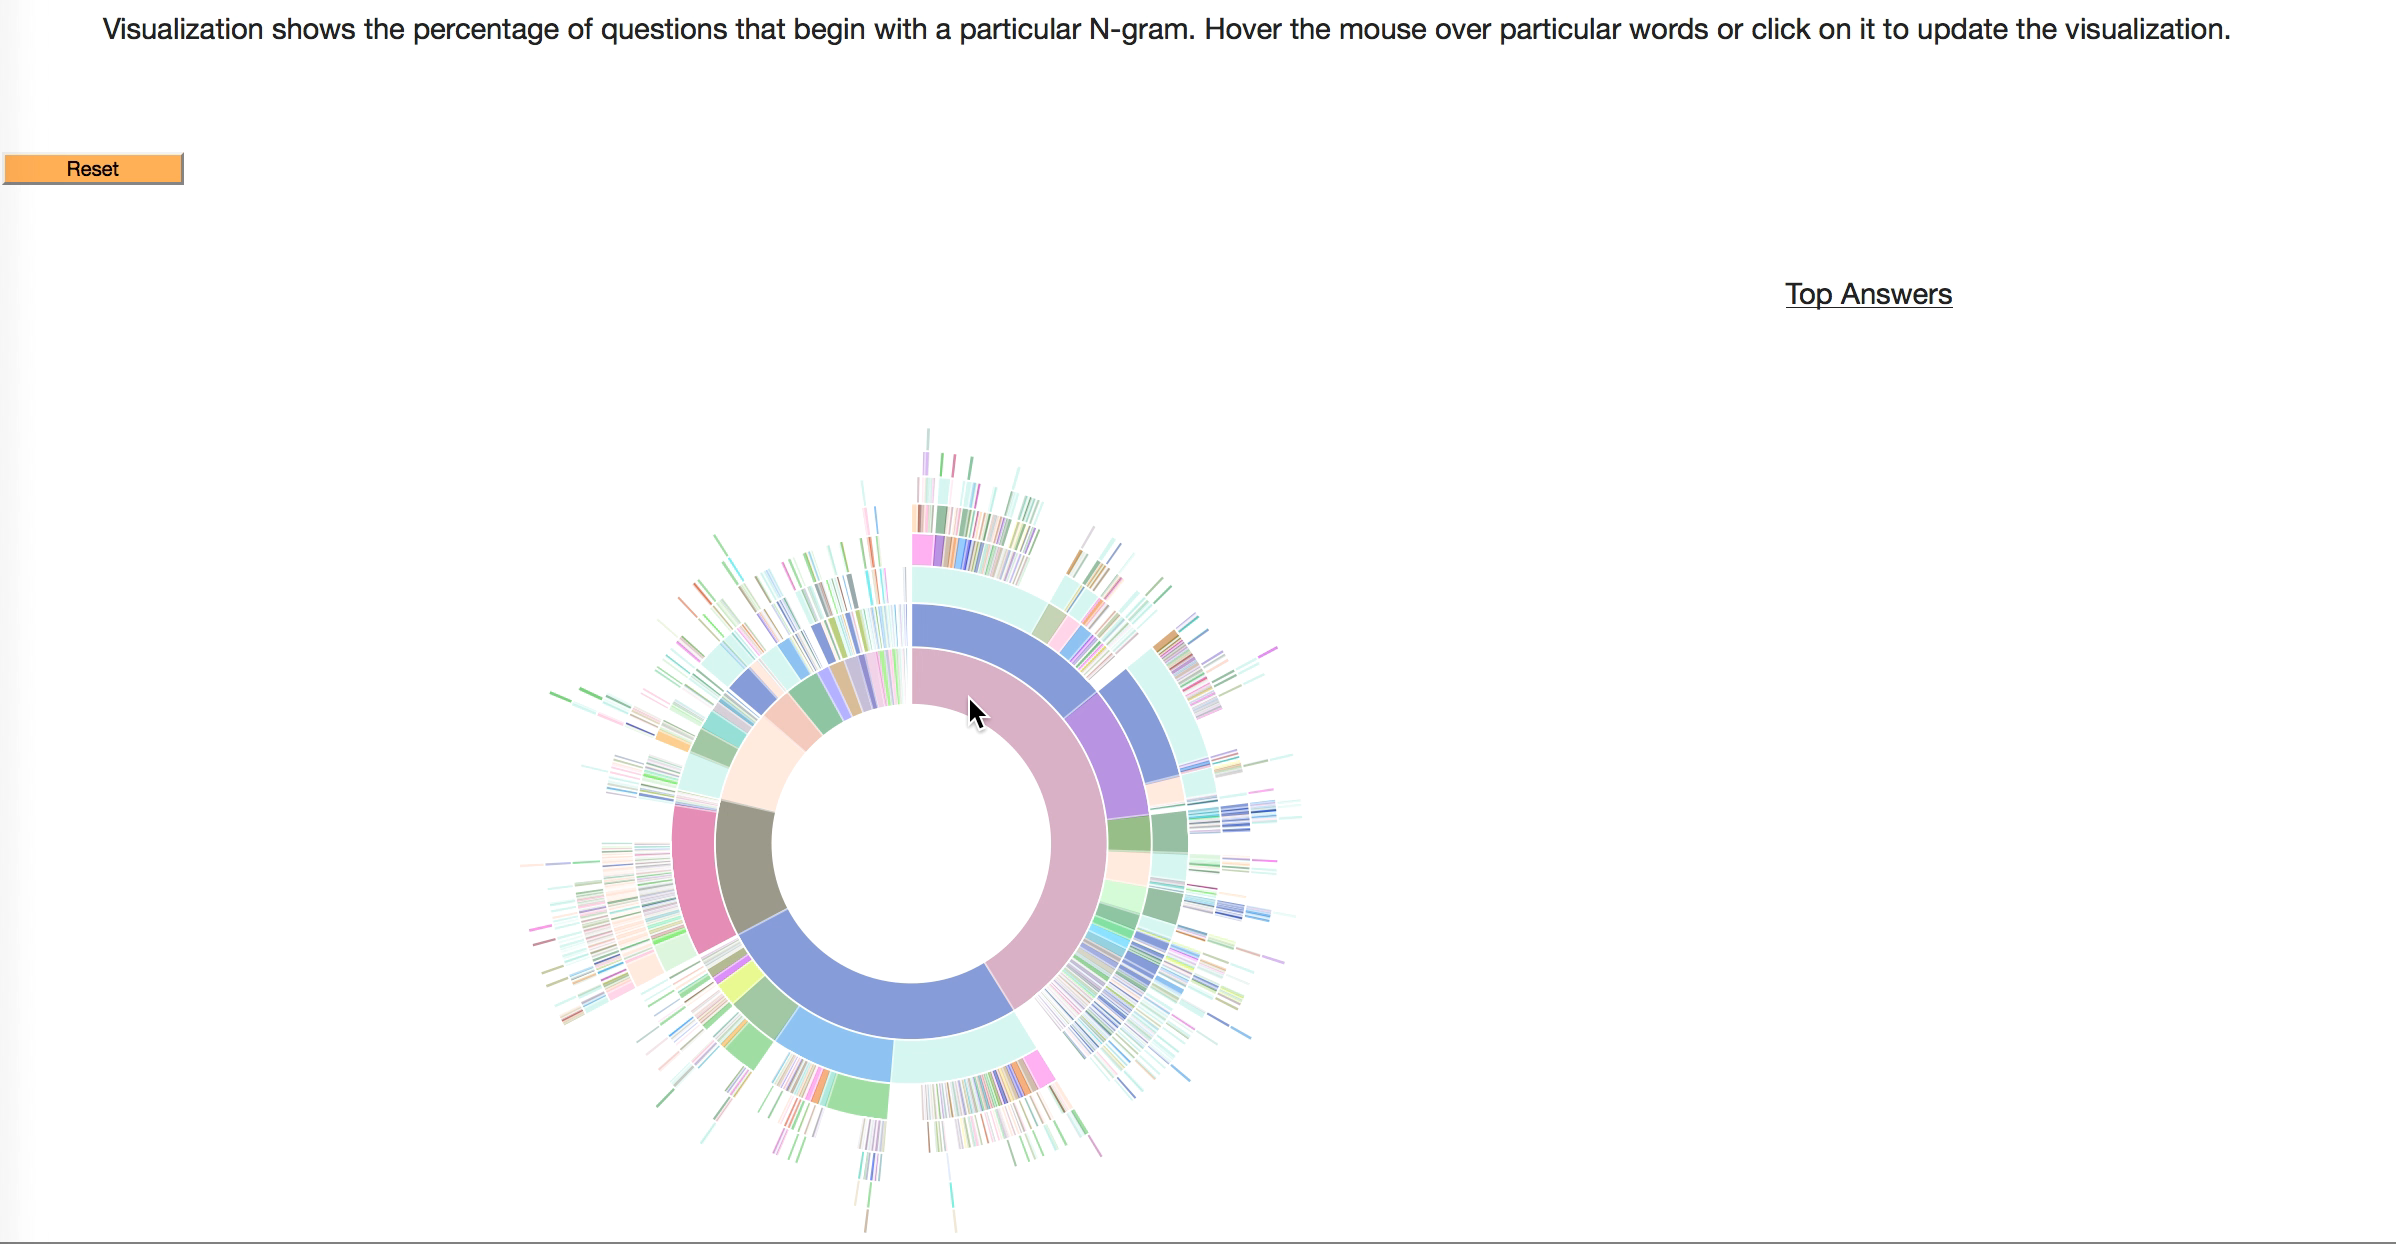 Visualization shows the percentage of questions that begin with a particular N-gram. Hover the mouse over particular words or click on it to update the visualization.
Reset
Top Answers